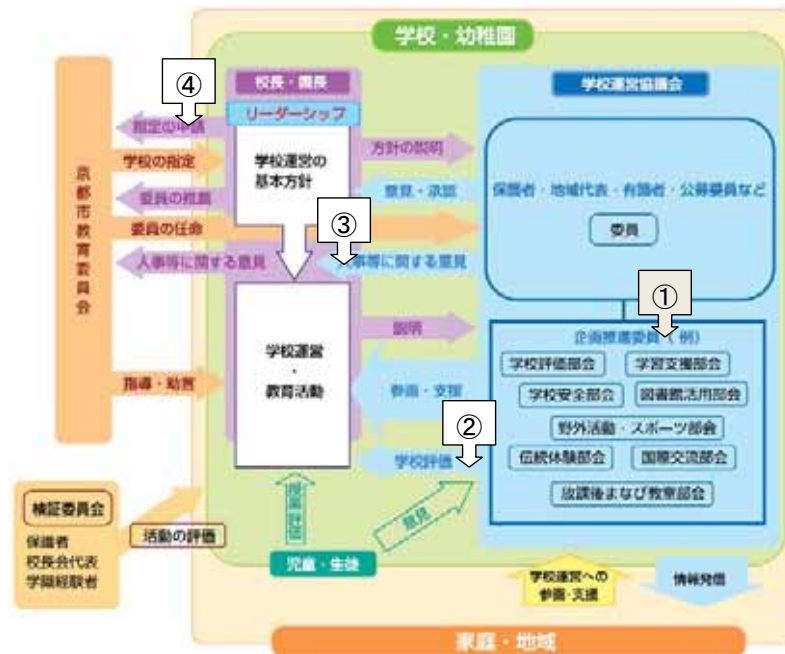 学校・幼稚園
④
校長・園長
リーダーシップ
学校運営協議会
指定の申請
学校の指定
委員の推薦
委員の任命
人事等に関する意見
学校運営の
基本方針
方針の説明
意見・承認
保護者・地域代表・有識者・公募委員など
委員
③
人事等に関する意見
京都市教育委員会
①
企画推進委員（例）
学校評価部会
学習支援部会
学校安全部会
図書館活用部会
野外活動・スポーツ部会
伝統体験部会
国際交流部会
放課後まなび教室部会
学校運営
・
教育活動
説明
参画・支援
②
学校評価
指導・助言
検証委員会
保護者
校長会代表
学識経験者
活動の評価
授業評価
意見
児童・生徒
学校運営への
参画・支援
情報発信
家庭・地域